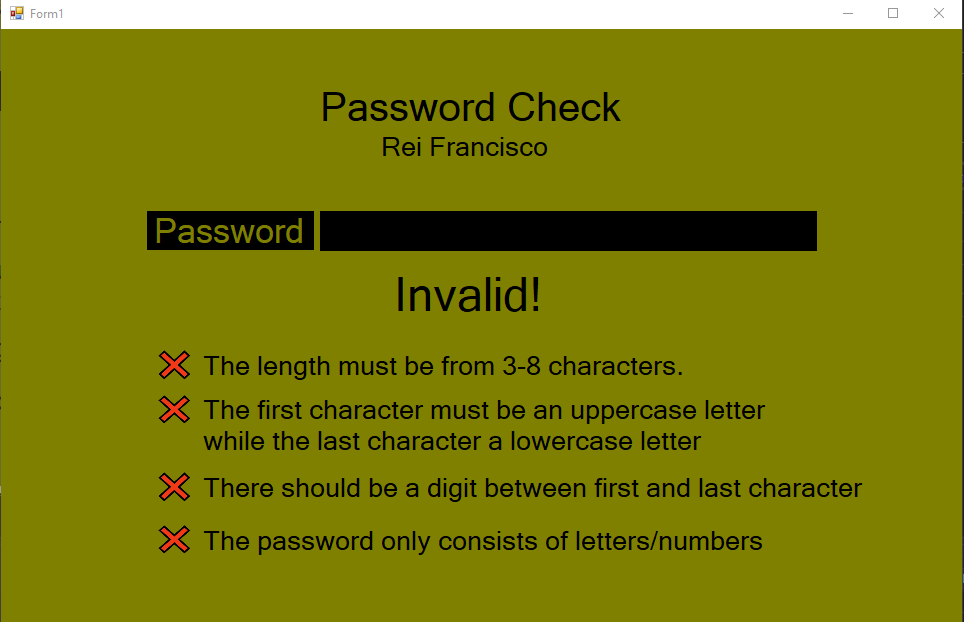 Form1
Password Check
Rei Francisco
Password
Invalid!
The length must be from 3-8 characters.
The first character must be an uppercase letter
while the last character a lowercase letter
There should be a digit between first and last character
The password only consists of letters/numbers